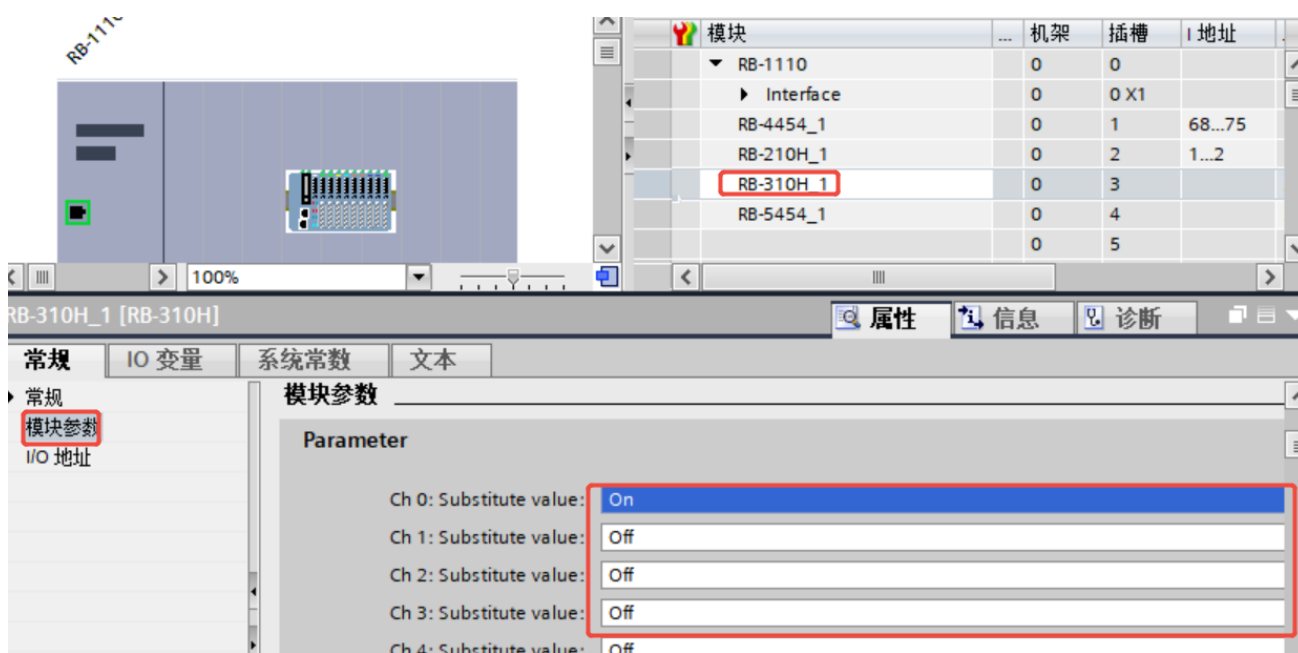 RB-1110
模块 ... 机架 插槽 I 地址
RB-1110 0 0
Interface 0 0 X1
RB-4454_1 0 1 68...75
RB-210H_1 0 2 1...2
RB-310H_1 0 3
RB-5454_1 0 4
0 5
100%
RB-310H_1 [RB-310H] 属性 信息 诊断
常规 IO 变量 系统常数 文本
常规
模块参数
I/O 地址
模块参数
Parameter
Ch 0: Substitute value: On
Ch 1: Substitute value: Off
Ch 2: Substitute value: Off
Ch 3: Substitute value: Off
Ch 4: Substitute value: Off